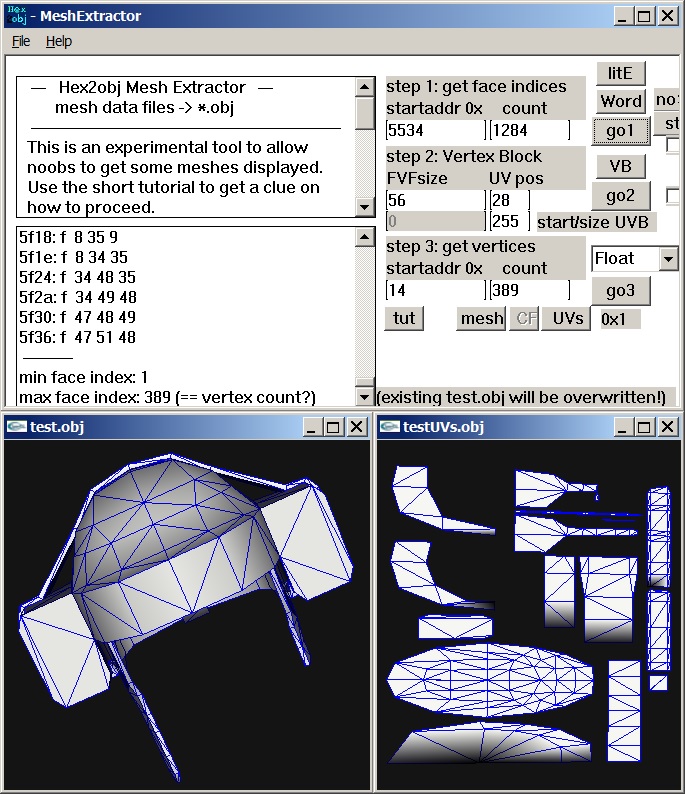 Hex
obj
MeshExtractor
File Help
— Hex2obj Mesh Extractor —
mesh data files -> *.obj
This is an experimental tool to allow
noobs to get some meshes displayed.
Use the short tutorial to get a clue on
how to proceed.
5f18: f 8 35 9
5f1e: f 8 34 35
5f24: f 34 48 35
5f2a: f 34 49 48
5f30: f 47 48 49
5f36: f 47 51 48
min face index: 1
max face index: 389 (== vertex count?)
step 1: get face indices
startaddr 0x count
5534 1284
litE
Word
go1
no
st
step 2: Vertex Block
FVFsize UV pos
56 28
0 255 start/size UVB
VB
go2
step 3: get vertices
startaddr 0x count
14 389
Float
go3
tut mesh CF UVs 0x1
(existing test.obj will be overwritten!)
test.obj
testUVs.obj